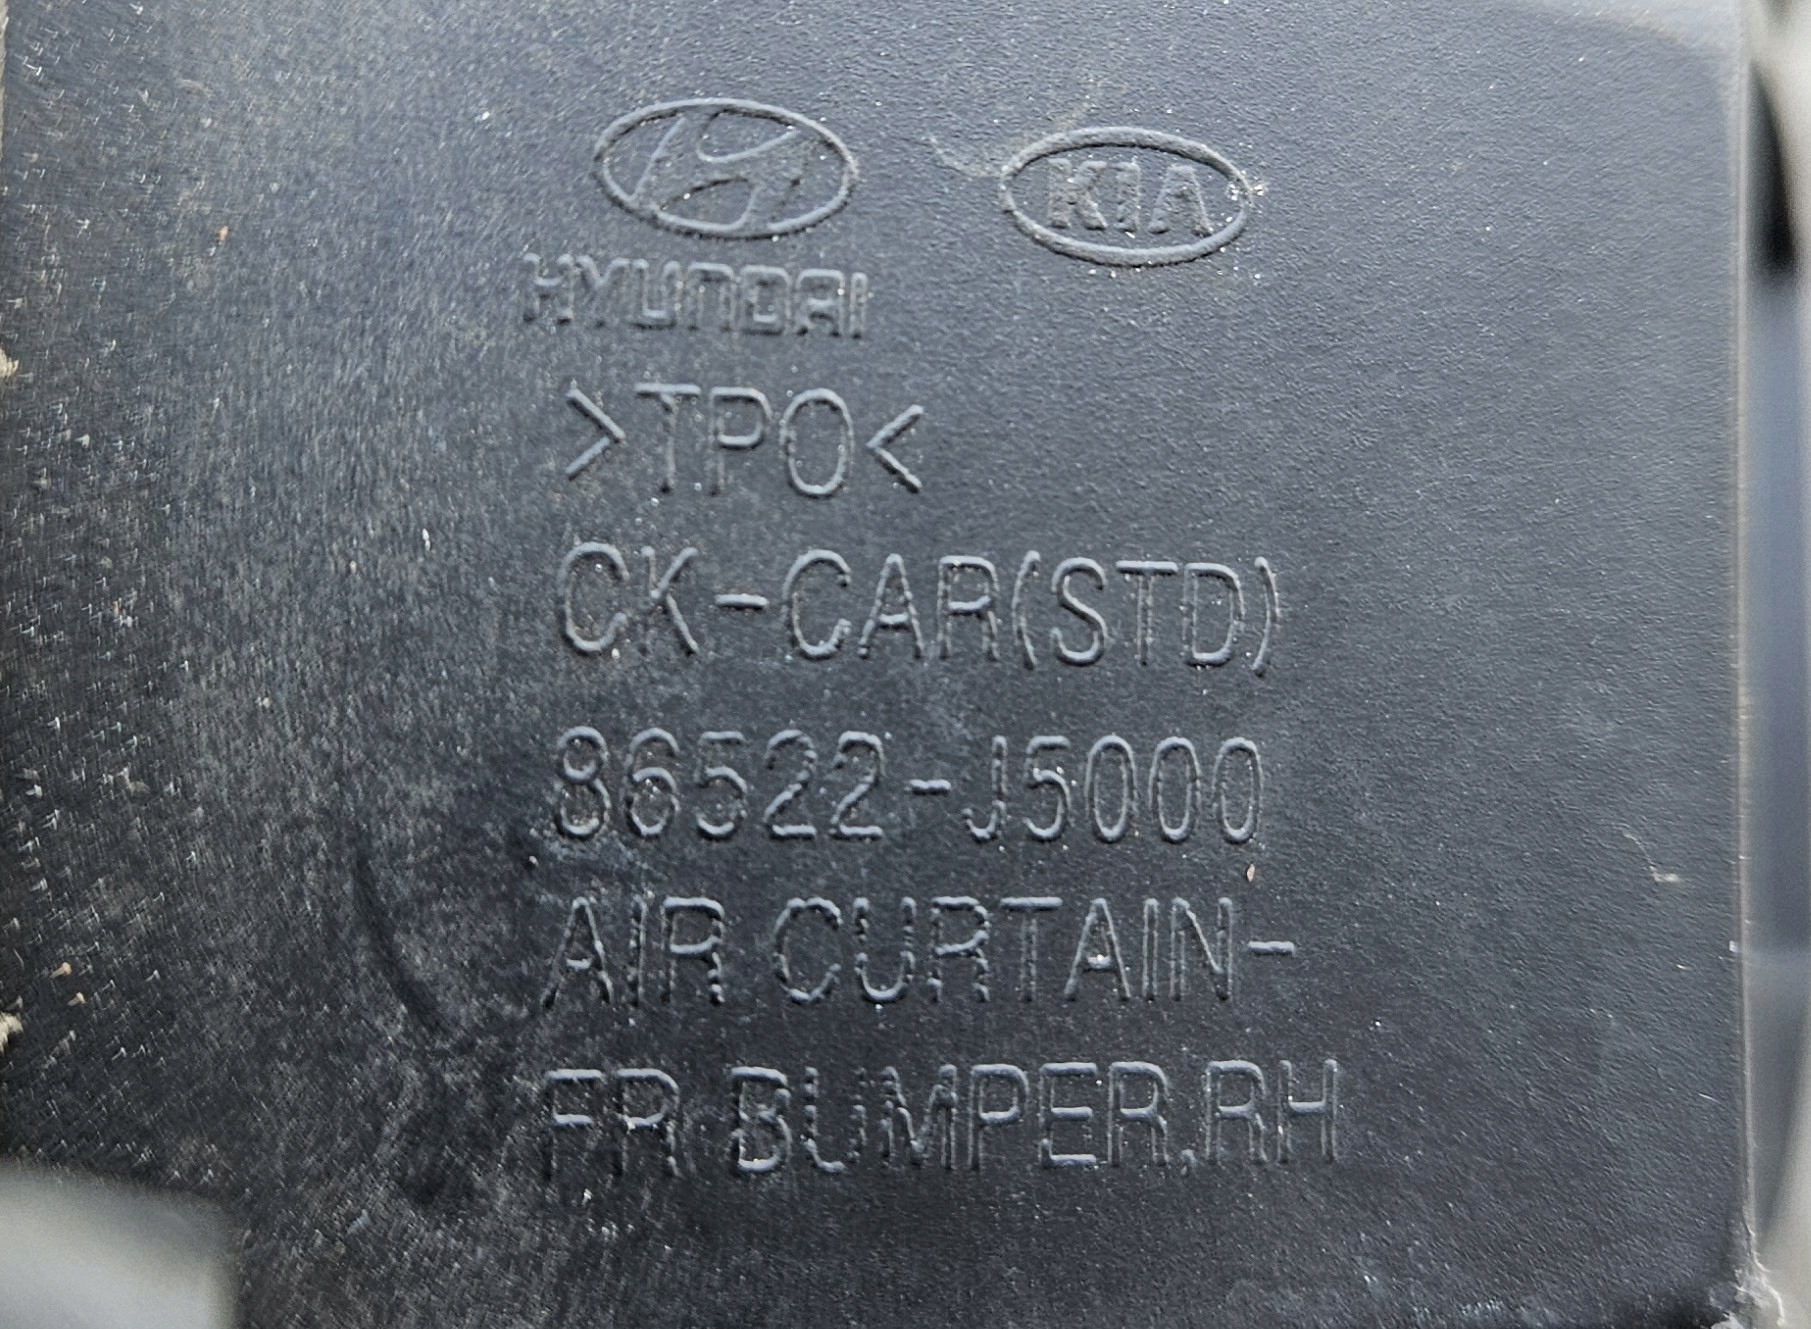 KIA
HYUNDAI
>TPO<
CK-CAR(STD)
86522-J5000
AIR CURTAIN-
FR BUMPER,RH